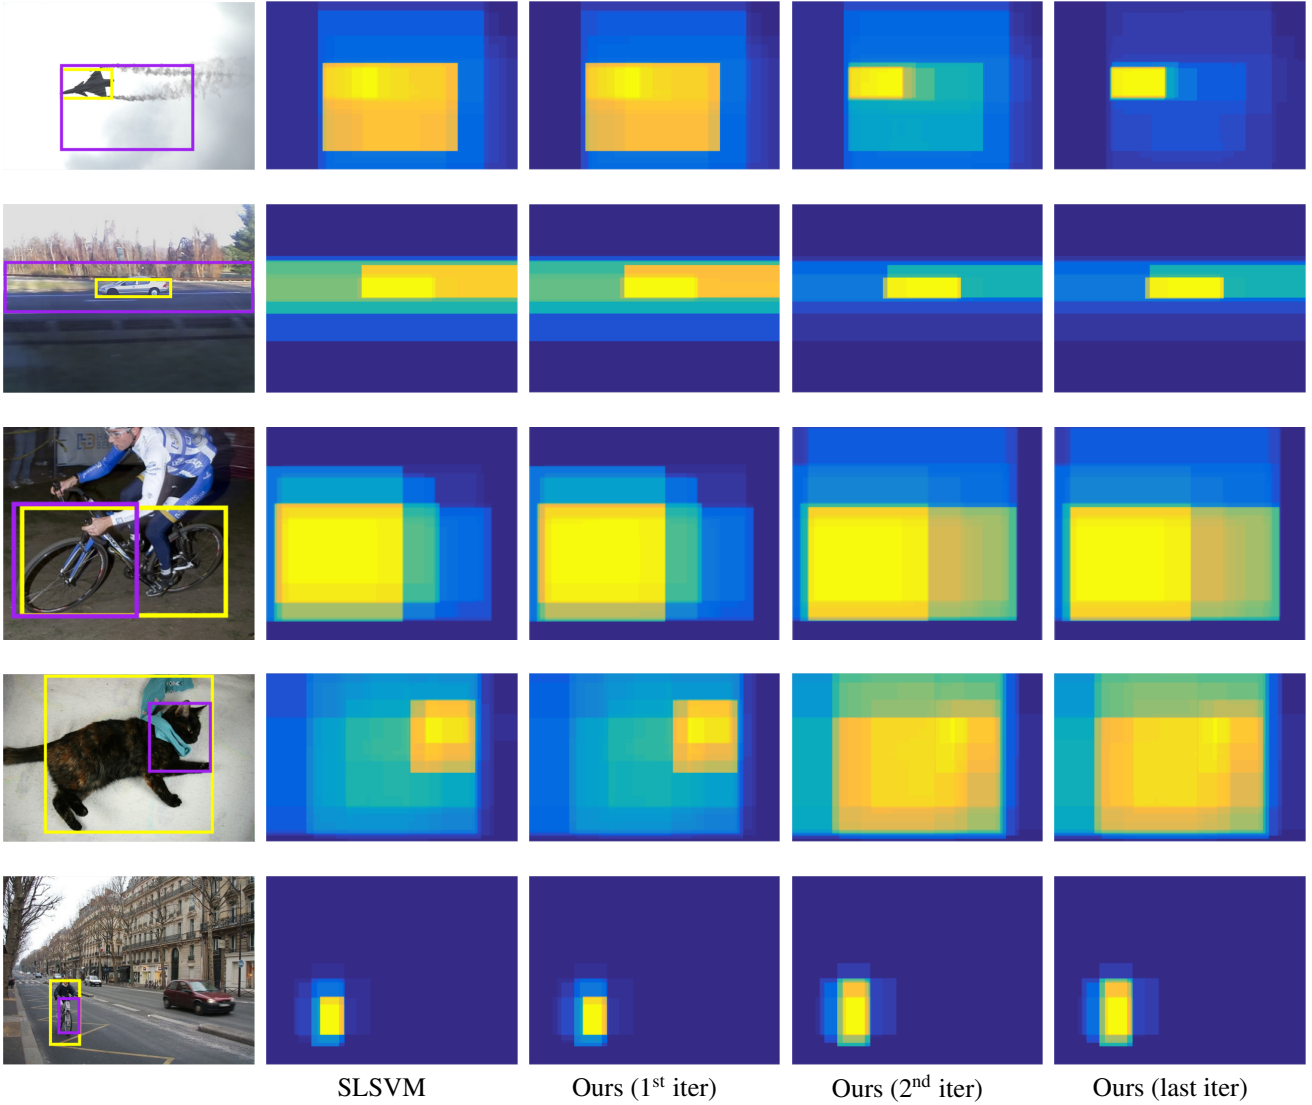 SLSVM
Ours (1st iter)
Ours (2nd iter)
Ours (last iter)